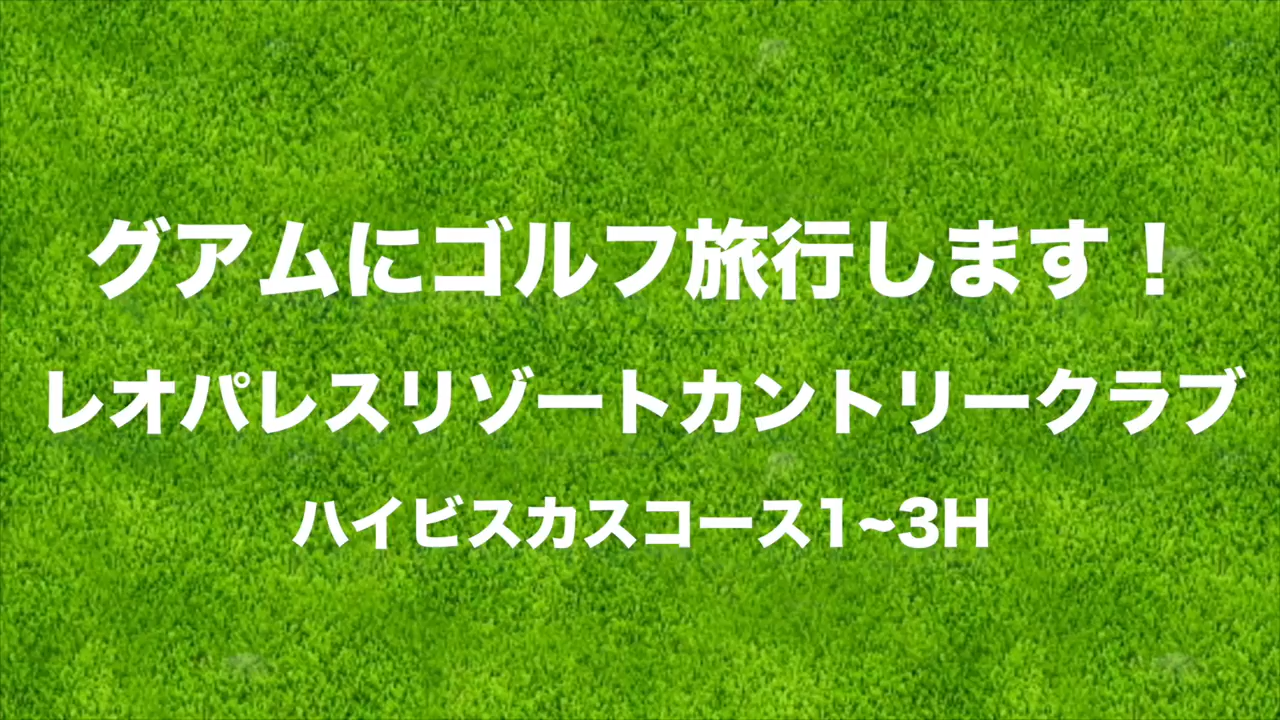 グアムにゴルフ旅行します！
レオパレスリゾートカントリークラブ
ハイビスカスコース1~3H